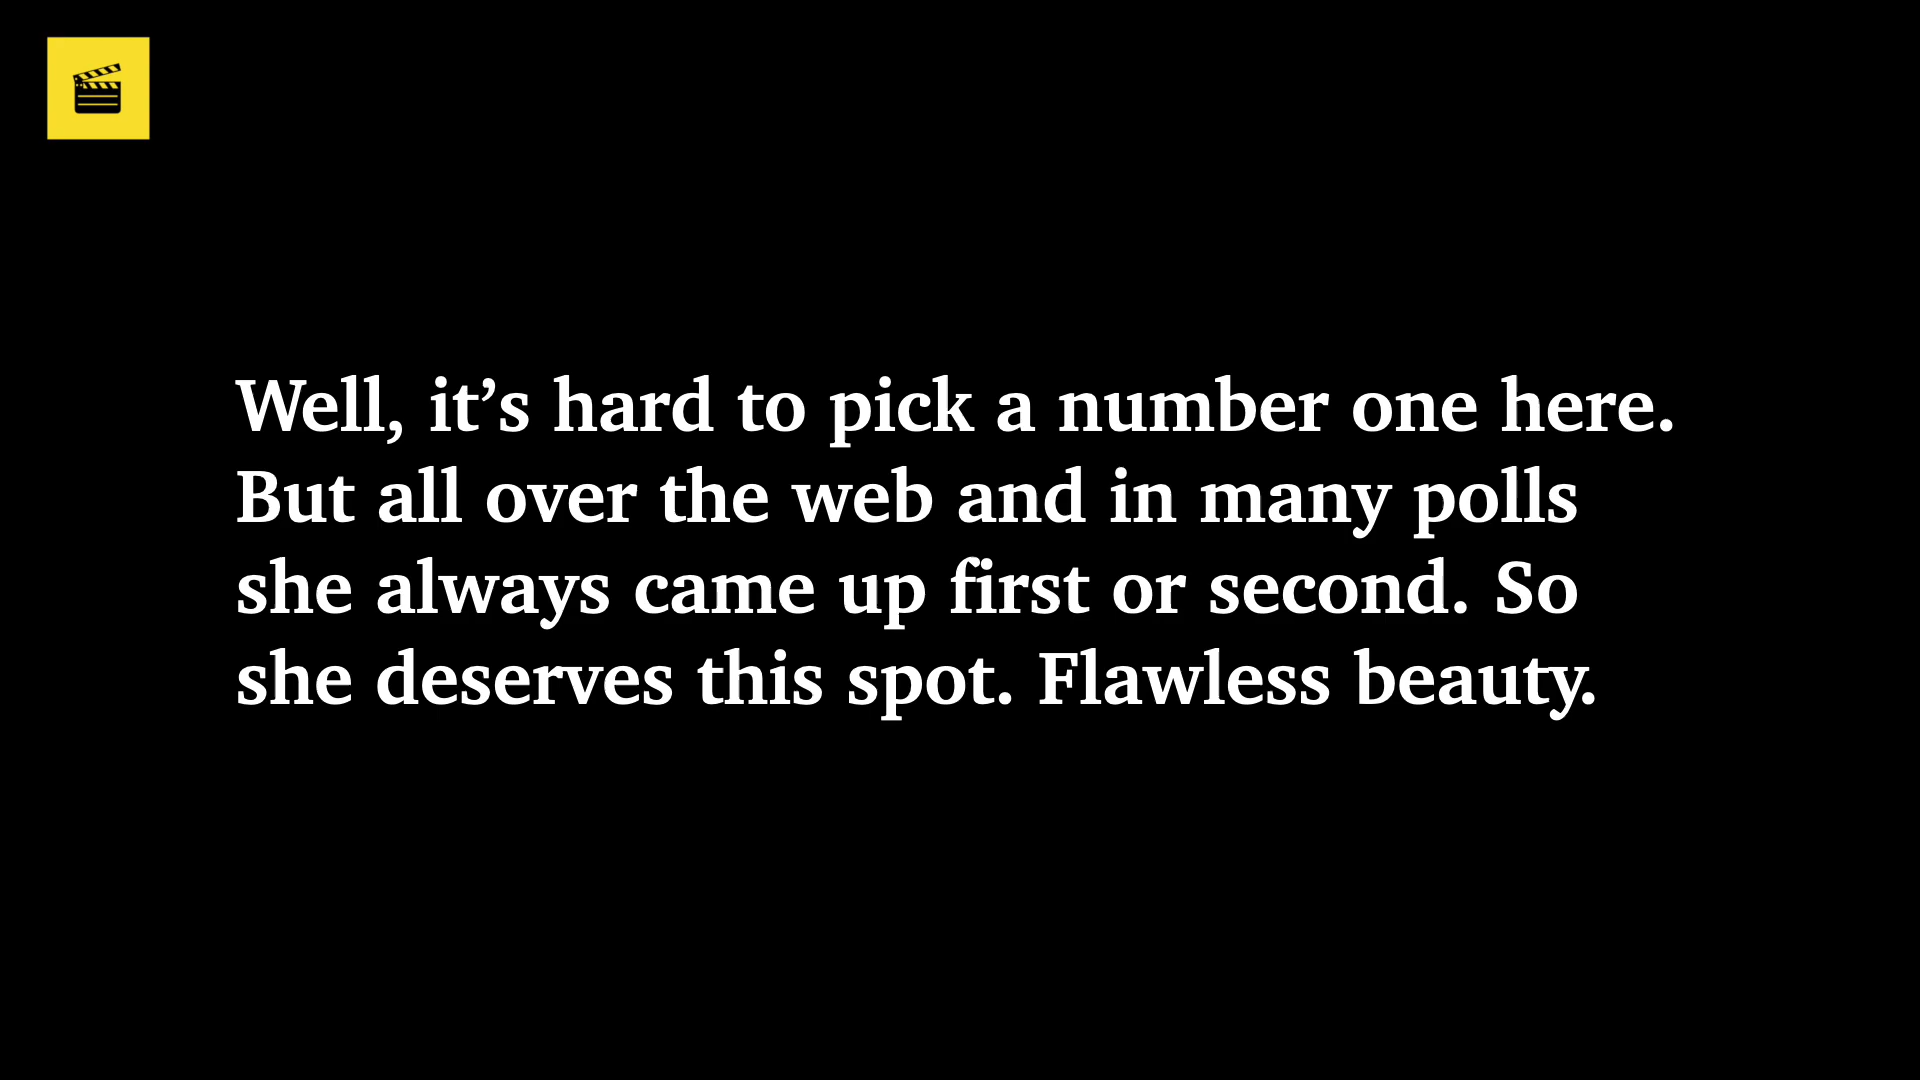 Well, it’s hard to pick a number one here.
But all over the web and in many polls
she always came up first or second. So
she deserves this spot. Flawless beauty.